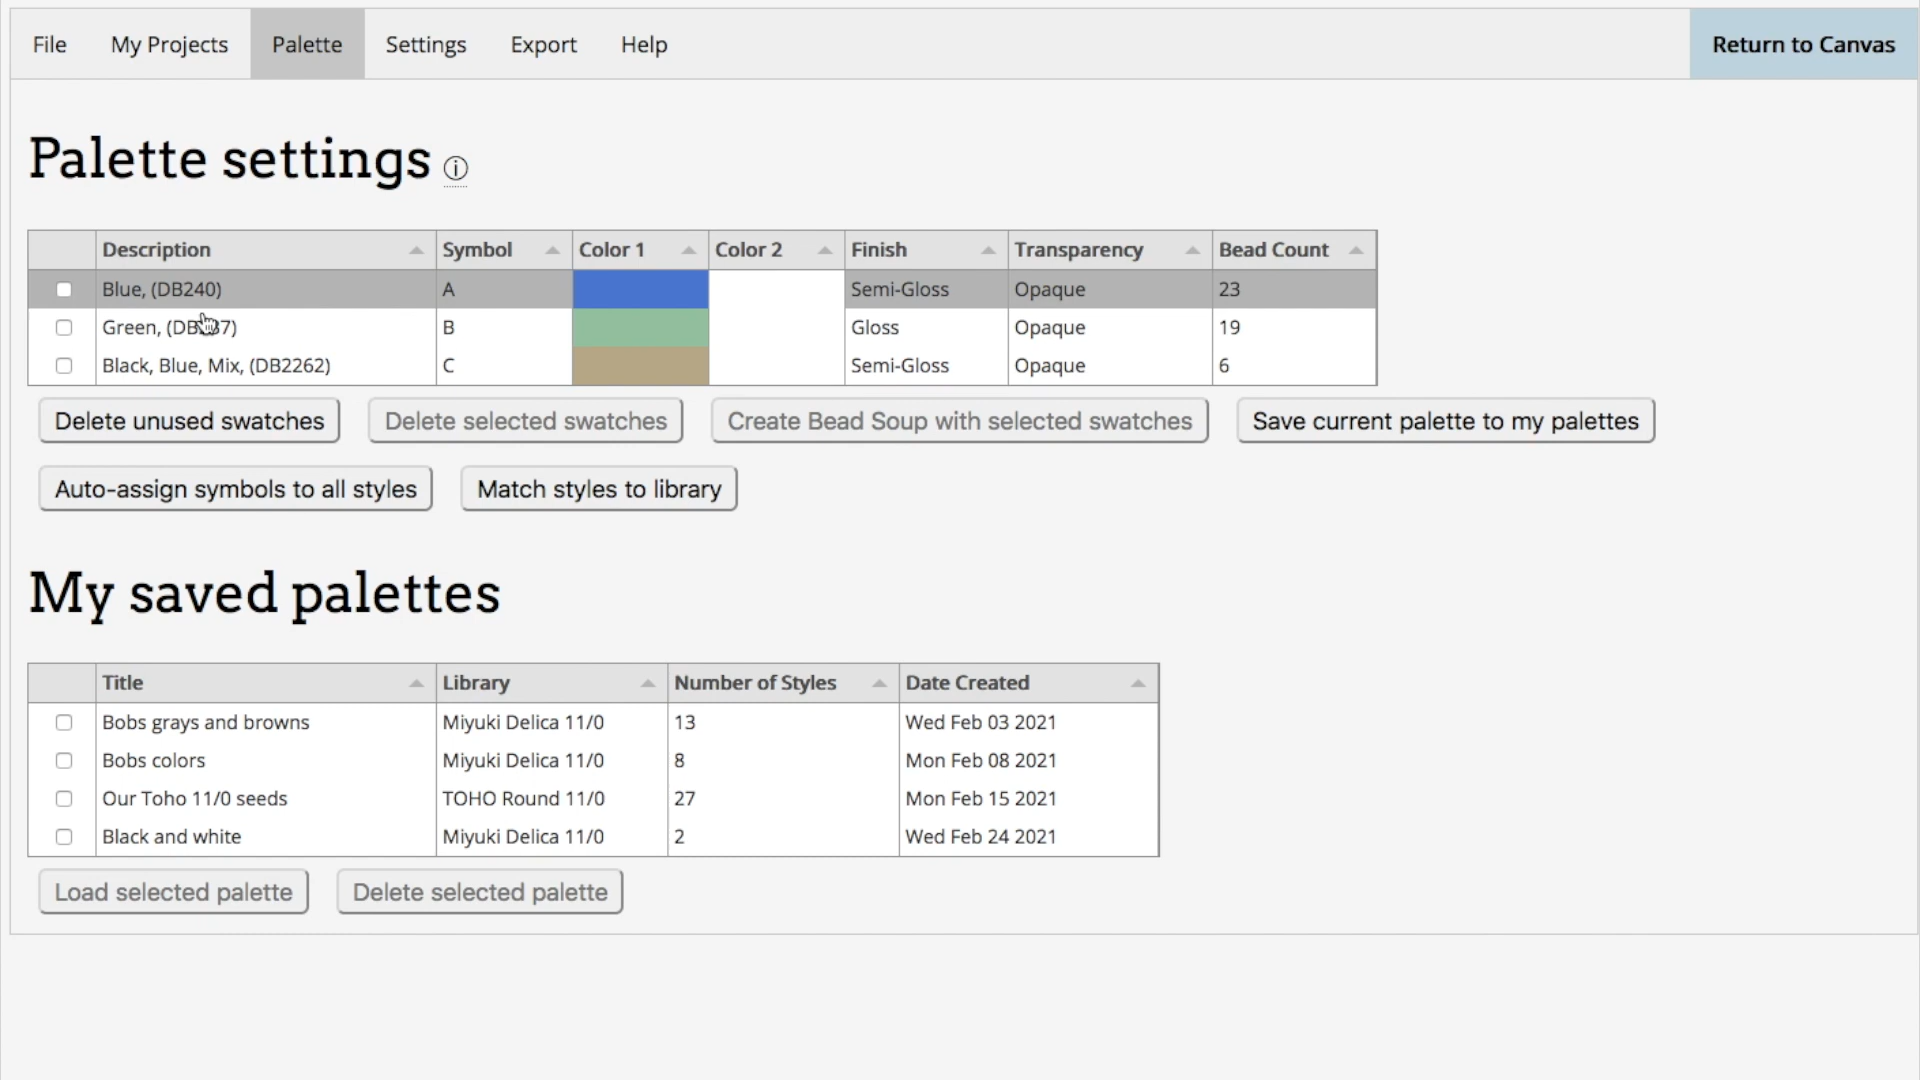 File My Projects Palette Settings Export Help Return to Canvas
Palette settings
Description Symbol Color 1 Color 2 Finish Transparency Bead Count
Blue, (DB240) A Semi-Gloss Opaque 23
Green, B Gloss Opaque 19
Black, Blue, Mix, (DB2262) C Semi-Gloss Opaque 6
Delete unused swatches Delete selected swatches Create Bead Soup with selected swatches Save current palette to my palettes
Auto-assign symbols to all styles Match styles to library
My saved palettes
Title Library Number of Styles Date Created
Bobs grays and browns Miyuki Delica 11/0 13 Wed Feb 03 2021
Bobs colors Miyuki Delica 11/0 8 Mon Feb 08 2021
Our Toho 11/0 seeds TOHO Round 11/0 27 Mon Feb 15 2021
Black and white Miyuki Delica 11/0 2 Wed Feb 24 2021
Load selected palette Delete selected palette